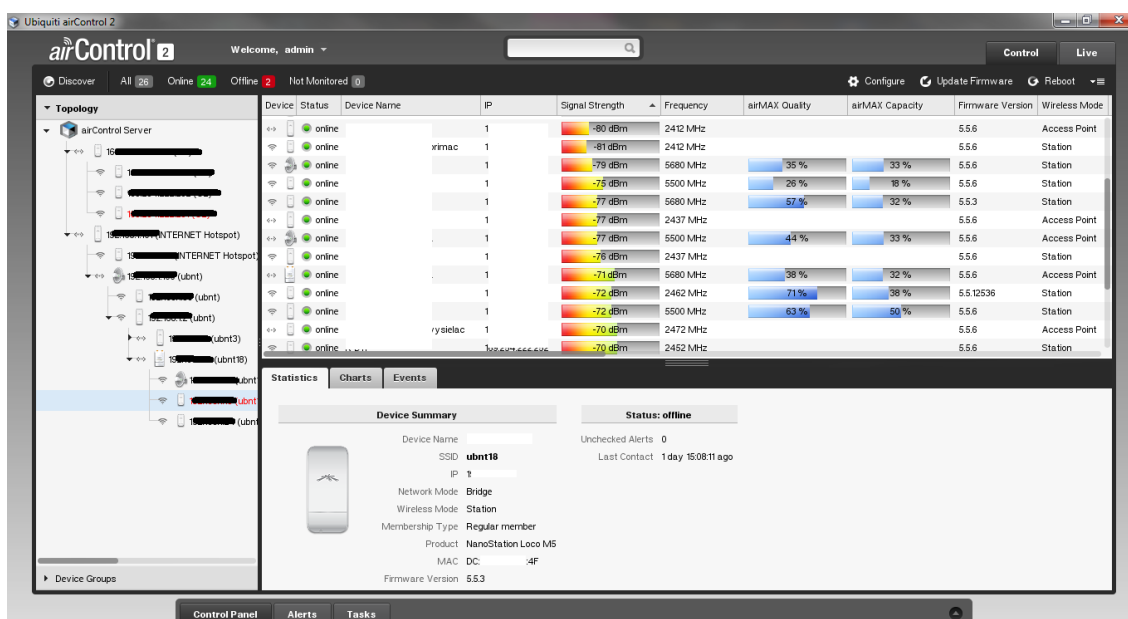 Ubiquiti airControl 2
airControl 2 Welcome, admin
Control Live
Discover All 26 Online 24 Offline 2 Not Monitored 0 Configure Update Firmware Reboot
Topology
airControl Server
INTERNET Hotspot)
INTERNET Hotspot)
(ubnt)
(ubnt)
(ubnt)
(ubnt3)
(ubnt18)
Device Status Device Name IP Signal Strength Frequency airMAX Quality airMAX Capacity Firmware Version Wireless Mode
online 1 -80 dBm 2412 MHz 5.5.6 Access Point
online 1 -81 dBm 2412 MHz 5.5.6 Station
online 1 -79 dBm 5680 MHz 35 % 33 % 5.5.6 Station
online 1 -75 dBm 5500 MHz 26 % 18 % 5.5.6 Station
online 1 -77 dBm 5680 MHz 57 % 32 % 5.5.3 Station
online 1 -77 dBm 2437 MHz 5.5.6 Access Point
online 1 -77 dBm 5500 MHz 44 % 33 % 5.5.6 Access Point
online 1 -76 dBm 2437 MHz 5.5.6 Station
online 1 -71 dBm 5680 MHz 38 % 32 % 5.5.6 Access Point
online 1 -72 dBm 2462 MHz 71 % 38 % 5.5.12536 Station
online 1 -72 dBm 5500 MHz 63 % 50 % 5.5.6 Station
online 1 -70 dBm 2472 MHz 5.5.6 Access Point
online -70 dBm 2452 MHz 5.5.6 Station
Statistics Charts Events
Device Summary
Device Name
SSID ubnt18
IP
Network Mode Bridge
Wireless Mode Station
Membership Type Regular member
Product NanoStation Loco M5
MAC DC: :4F
Firmware Version 5.5.3
Status: offline
Unchecked Alerts 0
Last Contact 1 day 15:08:11 ago
Device Groups
Control Panel Alerts Tasks